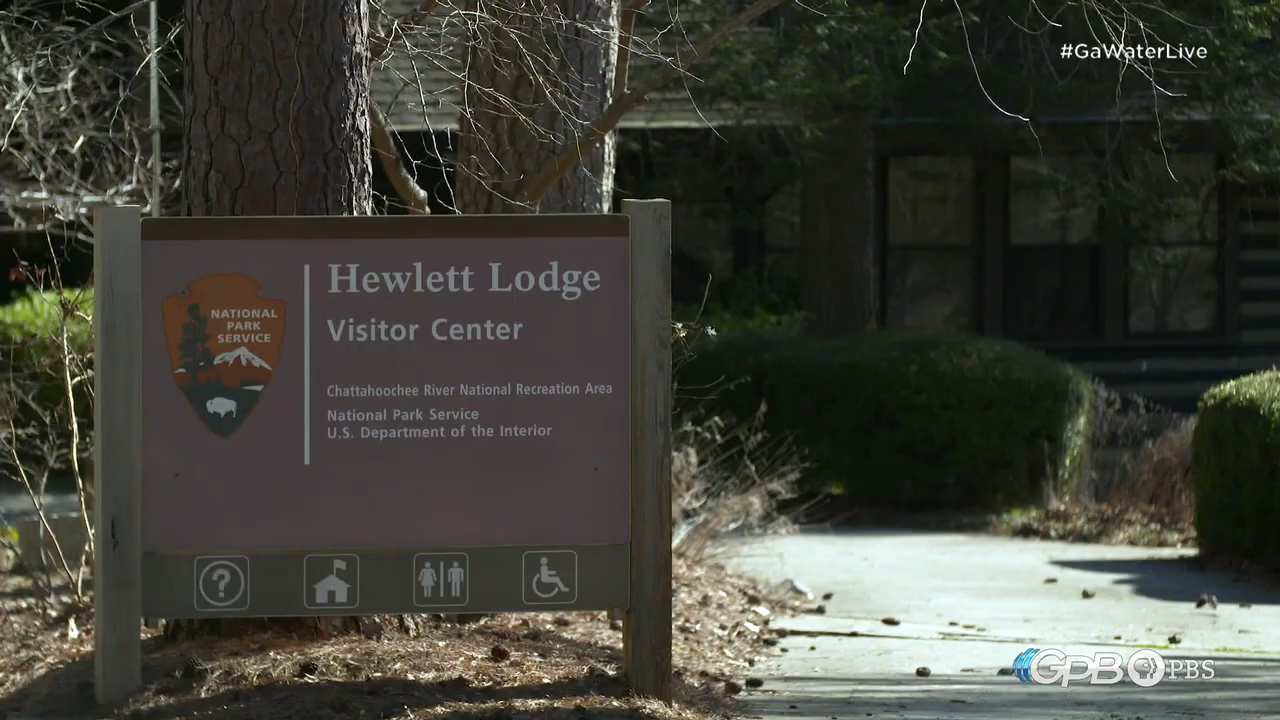 #GaWaterLive
NATIONAL
PARK
SERVICE
Hewlett Lodge
Visitor Center
Chattahoochee River National Recreation Area
National Park Service
U.S. Department of the Interior
?
GPB PBS